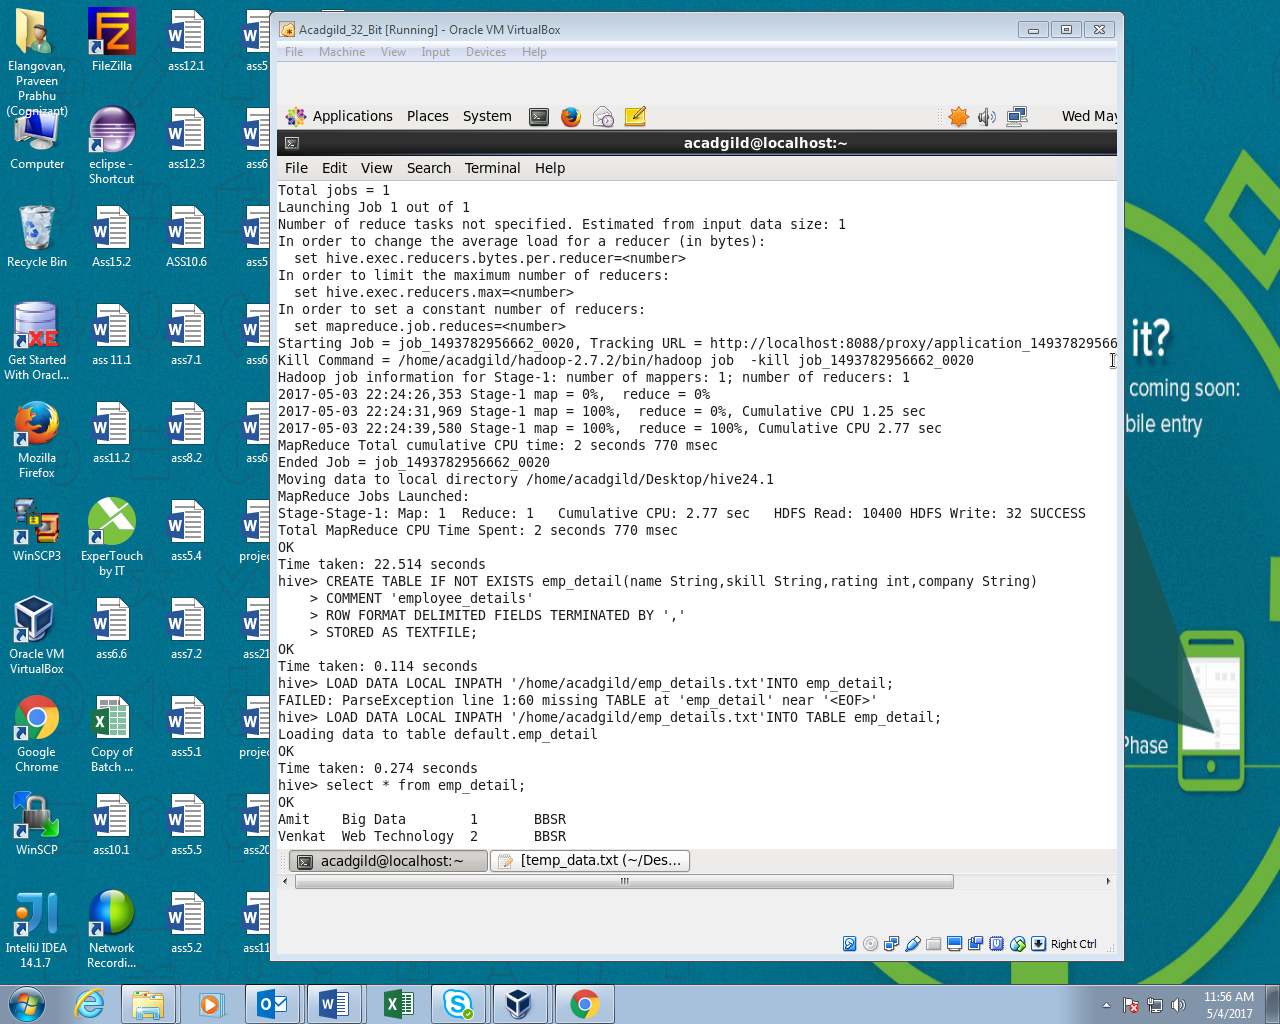 Acadgild_32_Bit [Running] - Oracle VM VirtualBox
File Machine View Input Devices Help
Applications Places System Wed May
acadgild@localhost:~
File Edit View Search Terminal Help
Total jobs = 1
Launching Job 1 out of 1
Number of reduce tasks not specified. Estimated from input data size: 1
In order to change the average load for a reducer (in bytes):
set hive.exec.reducers.bytes.per.reducer=<number>
In order to limit the maximum number of reducers:
set hive.exec.reducers.max=<number>
In order to set a constant number of reducers:
set mapreduce.job.reduces=<number>
Starting Job = job_1493782956662_0020, Tracking URL = http://localhost:8088/proxy/application_14937829566
Kill Command = /home/acadgild/hadoop-2.7.2/bin/hadoop job  -kill job_1493782956662_0020
Hadoop job information for Stage-1: number of mappers: 1; number of reducers: 1
2017-05-03 22:24:26,353 Stage-1 map = 0%,  reduce = 0%
2017-05-03 22:24:31,969 Stage-1 map = 100%,  reduce = 0%, Cumulative CPU 1.25 sec
2017-05-03 22:24:39,580 Stage-1 map = 100%,  reduce = 100%, Cumulative CPU 2.77 sec
MapReduce Total cumulative CPU time: 2 seconds 770 msec
Ended Job = job_1493782956662_0020
Moving data to local directory /home/acadgild/Desktop/hive24.1
MapReduce Jobs Launched:
Stage-Stage-1: Map: 1  Reduce: 1   Cumulative CPU: 2.77 sec   HDFS Read: 10400 HDFS Write: 32 SUCCESS
Total MapReduce CPU Time Spent: 2 seconds 770 msec
OK
Time taken: 22.514 seconds
hive> CREATE TABLE IF NOT EXISTS emp_detail(name String,skill String,rating int,company String)
> COMMENT 'employee_details'
> ROW FORMAT DELIMITED FIELDS TERMINATED BY ','
> STORED AS TEXTFILE;
OK
Time taken: 0.114 seconds
hive> LOAD DATA LOCAL INPATH '/home/acadgild/emp_details.txt'INTO emp_detail;
FAILED: ParseException line 1:60 missing TABLE at 'emp_detail' near '<EOF>'
hive> LOAD DATA LOCAL INPATH '/home/acadgild/emp_details.txt'INTO TABLE emp_detail;
Loading data to table default.emp_detail
OK
Time taken: 0.274 seconds
hive> select * from emp_detail;
OK
Amit Big Data 1 BBSR
Venkat Web Technology 2 BBSR
acadgild@localhost:~ [temp_data.txt (~/Des...
Right Ctrl
Elangovan,
Praveen
Prabhu
(Cognizant)
FileZilla
ass12.1
ass5
Computer
eclipse -
Shortcut
ass12.3
ass6
Recycle Bin
Ass15.2
ASS10.6
ass5
Get Started
With Oracl...
ass 11.1
ass7.1
ass6
Mozilla
Firefox
ass11.2
ass8.2
ass6
WinSCP3
ExperTouch
by IT
ass5.4
projec
Oracle VM
VirtualBox
ass6.6
ass7.2
ass21
Google
Chrome
Copy of
Batch ...
ass5.1
projec
WinSCP
ass10.1
ass5.5
ass20
IntelliJ IDEA
14.1.7
Network
Recordi...
ass5.2
ass11
it?
coming soon:
bile entry
Phase
11:56 AM
5/4/2017